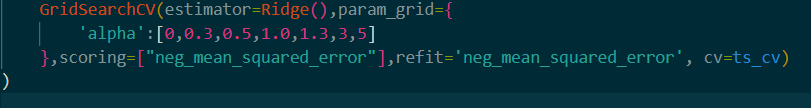 GridSearchCV(estimator=Ridge(),param_grid={
'alpha':[0,0.3,0.5,1.0,1.3,3,5]
},scoring=["neg_mean_squared_error"],refit='neg_mean_squared_error', cv=ts_cv)
)